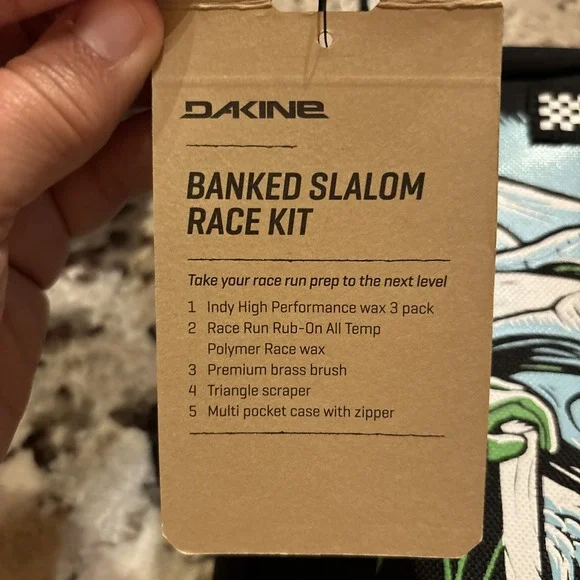 DAKINE
BANKED SLALOM
RACE KIT
Take your race run prep to the next level
1 Indy High Performance wax 3 pack
2 Race Run Rub-On All Temp
Polymer Race wax
3 Premium brass brush
4 Triangle scraper
5 Multi pocket case with zipper